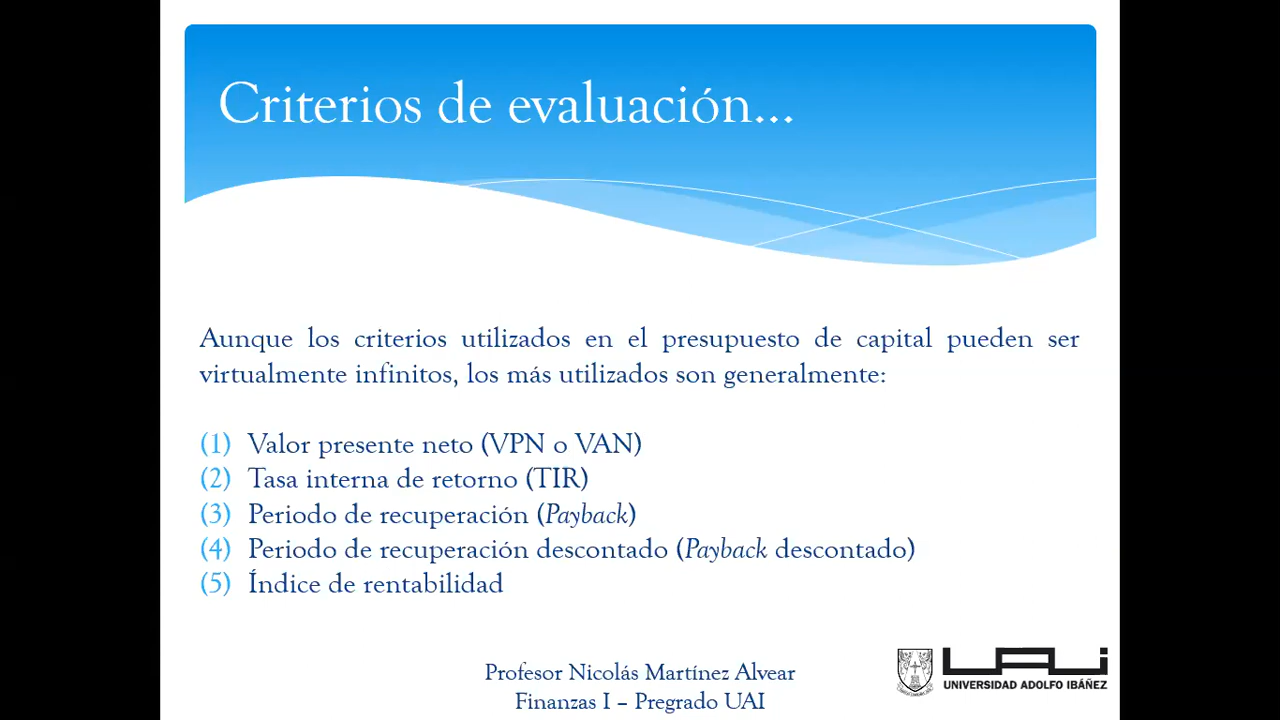 Criterios de evaluación...
Aunque los criterios utilizados en el presupuesto de capital pueden ser
virtualmente infinitos, los más utilizados son generalmente:
(1) Valor presente neto (VPN o VAN)
(2) Tasa interna de retorno (TIR)
(3) Periodo de recuperación (Payback)
(4) Periodo de recuperación descontado (Payback descontado)
(5) Índice de rentabilidad
Profesor Nicolás Martínez Alvear
Finanzas I – Pregrado UAI
UAI
UNIVERSIDAD ADOLFO IBÁÑEZ